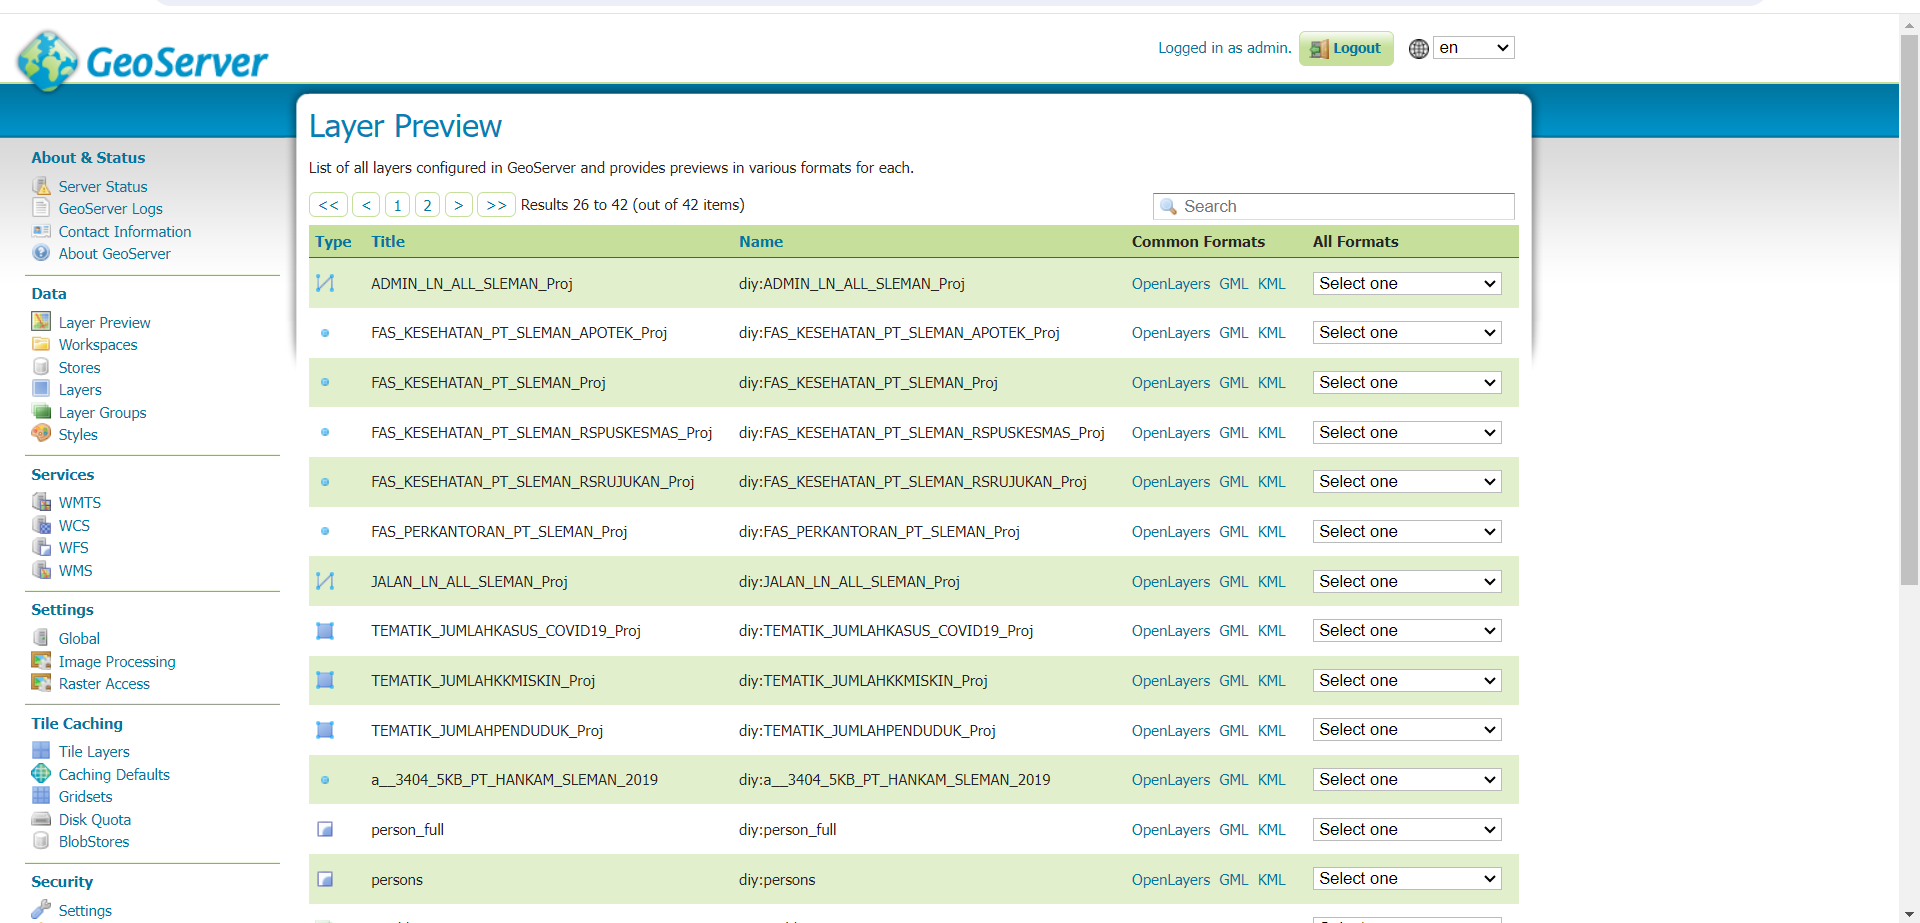 GeoServer
Logged in as admin. Logout en
About & Status
Server Status
GeoServer Logs
Contact Information
About GeoServer
Data
Layer Preview
Workspaces
Stores
Layers
Layer Groups
Styles
Services
WMTS
WCS
WFS
WMS
Settings
Global
Image Processing
Raster Access
Tile Caching
Tile Layers
Caching Defaults
Gridsets
Disk Quota
BlobStores
Security
Settings
Layer Preview
List of all layers configured in GeoServer and provides previews in various formats for each.
<< < 1 2 > >> Results 26 to 42 (out of 42 items) Search
Type Title Name Common Formats All Formats
ADMIN_LN_ALL_SLEMAN_Proj diy:ADMIN_LN_ALL_SLEMAN_Proj OpenLayers GML KML Select one
FAS_KESEHATAN_PT_SLEMAN_APOTEK_Proj diy:FAS_KESEHATAN_PT_SLEMAN_APOTEK_Proj OpenLayers GML KML Select one
FAS_KESEHATAN_PT_SLEMAN_Proj diy:FAS_KESEHATAN_PT_SLEMAN_Proj OpenLayers GML KML Select one
FAS_KESEHATAN_PT_SLEMAN_RSPUSKESMAS_Proj diy:FAS_KESEHATAN_PT_SLEMAN_RSPUSKESMAS_Proj OpenLayers GML KML Select one
FAS_KESEHATAN_PT_SLEMAN_RSRUJUKAN_Proj diy:FAS_KESEHATAN_PT_SLEMAN_RSRUJUKAN_Proj OpenLayers GML KML Select one
FAS_PERKANTORAN_PT_SLEMAN_Proj diy:FAS_PERKANTORAN_PT_SLEMAN_Proj OpenLayers GML KML Select one
JALAN_LN_ALL_SLEMAN_Proj diy:JALAN_LN_ALL_SLEMAN_Proj OpenLayers GML KML Select one
TEMATIK_JUMLAHKASUS_COVID19_Proj diy:TEMATIK_JUMLAHKASUS_COVID19_Proj OpenLayers GML KML Select one
TEMATIK_JUMLAHKKMISKIN_Proj diy:TEMATIK_JUMLAHKKMISKIN_Proj OpenLayers GML KML Select one
TEMATIK_JUMLAHPENDUDUK_Proj diy:TEMATIK_JUMLAHPENDUDUK_Proj OpenLayers GML KML Select one
a__3404_5KB_PT_HANKAM_SLEMAN_2019 diy:a__3404_5KB_PT_HANKAM_SLEMAN_2019 OpenLayers GML KML Select one
person_full diy:person_full OpenLayers GML KML Select one
persons diy:persons OpenLayers GML KML Select one